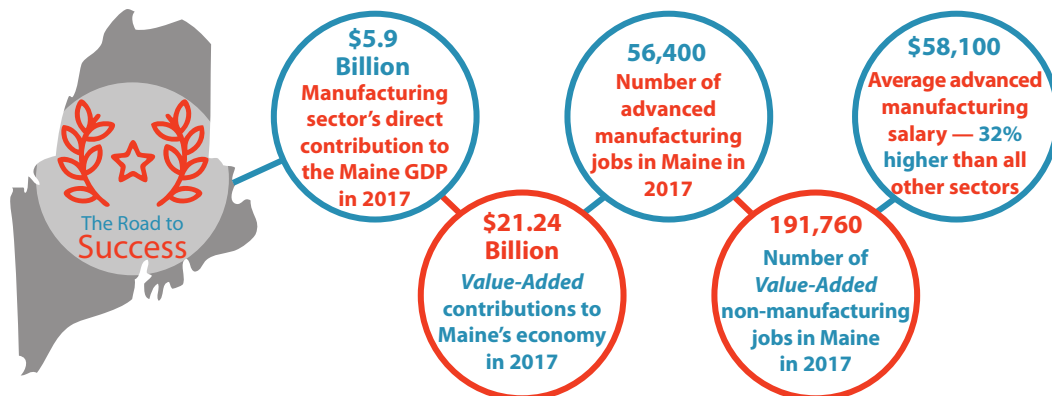 The Road to
Success
$5.9
Billion
Manufacturing
sector's direct
contribution to
the Maine GDP
in 2017
$21.24
Billion
Value-Added
contributions to
Maine's economy
in 2017
56,400
Number of
advanced
manufacturing
jobs in Maine in
2017
191,760
Number of
Value-Added
non-manufacturing
jobs in Maine
in 2017
$58,100
Average advanced
manufacturing
salary — 32%
higher than all
other sectors